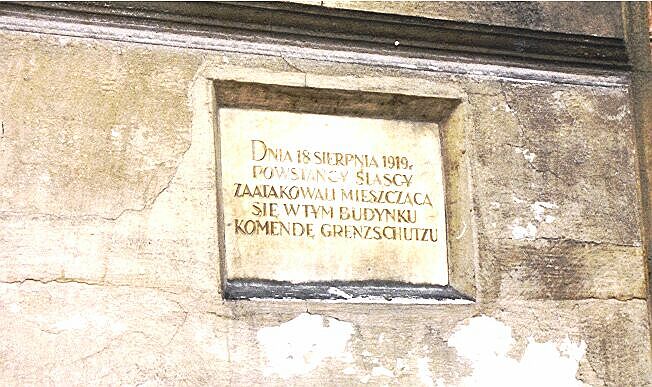 DNIA 18 SIERPNIA 1919 r.
POWSTAŃCY ŚLĄSCY
ZAATAKOWALI MIESZCZĄCĄ
SIĘ W TYM BUDYNKU
KOMENDĘ GRENZSCHUTZU